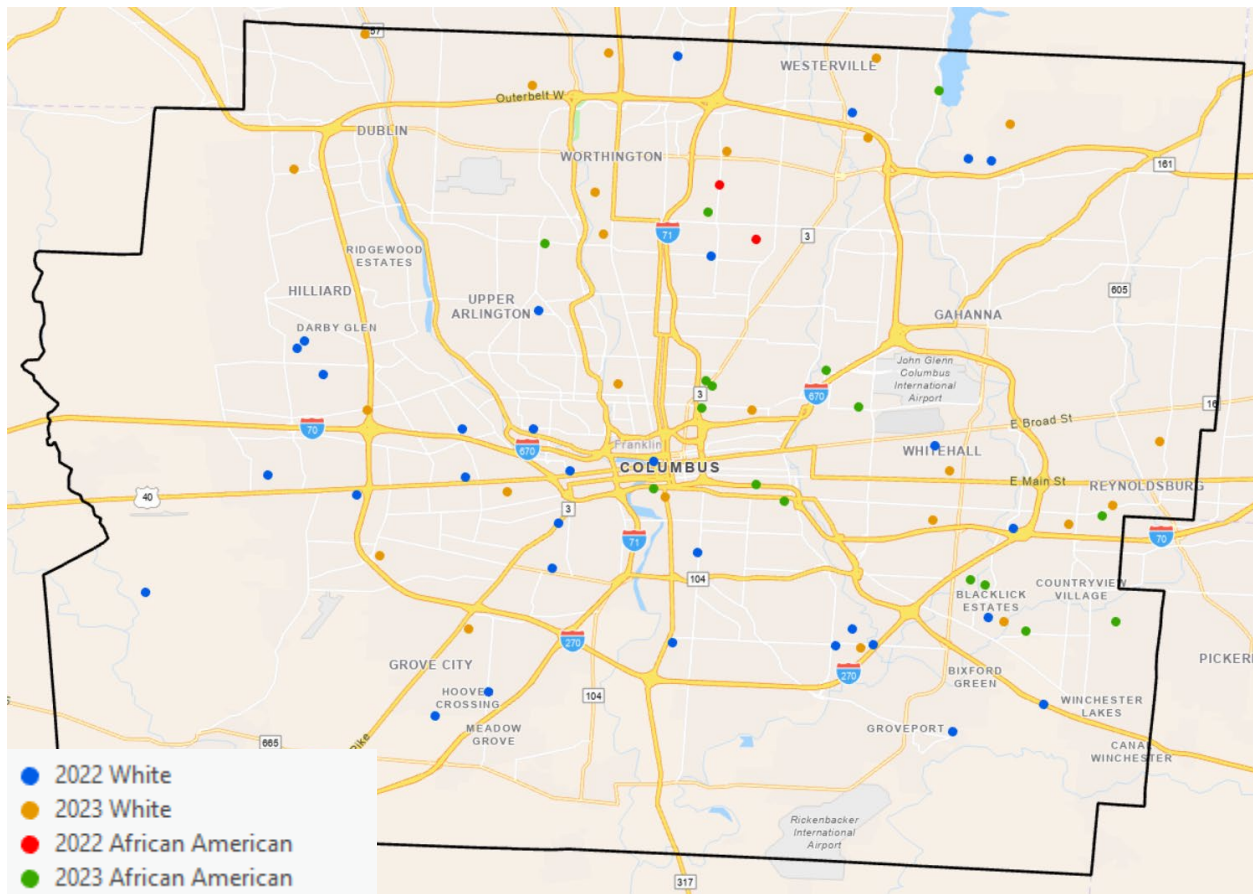 57
WESTERVILLE
Outerbelt W
DUBLIN
WORTHINGTON
161
71
3
RIDGEWOOD
ESTATES
HILLIARD
UPPER
ARLINGTON
605
GAHANNA
DARBY GLEN
John Glenn
Columbus
International
Airport
3
670
16
70
E Broad St
670
Franklin
WHITEHALL
COLUMBUS
E Main St
REYNOLDSBURG
40
3
71
70
104
BLACKLICK
ESTATES
COUNTRYVIEW
VILLAGE
270
GROVE CITY
PICKER
270
BIXFORD
GREEN
HOOVER
CROSSING
104
WINCHESTER
LAKES
MEADOW
GROVE
GROVEPORT
665
Pike
CANAL
WINCHESTER
Rickenbacker
International
Airport
317
2022 White
2023 White
2022 African American
2023 African American